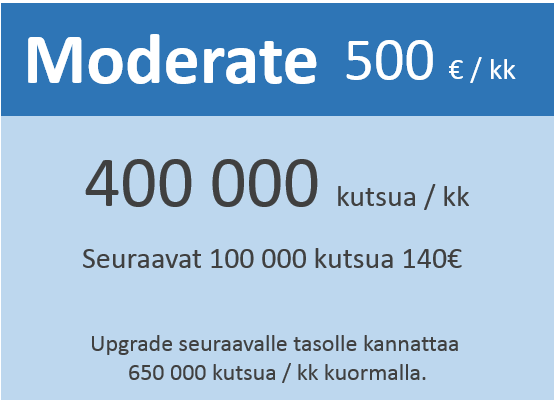 Moderate 500 € / kk
400 000 kutsua / kk
Seuraavat 100 000 kutsua 140€
Upgrade seuraavalle tasolle kannattaa
650 000 kutsua / kk kuormalla.